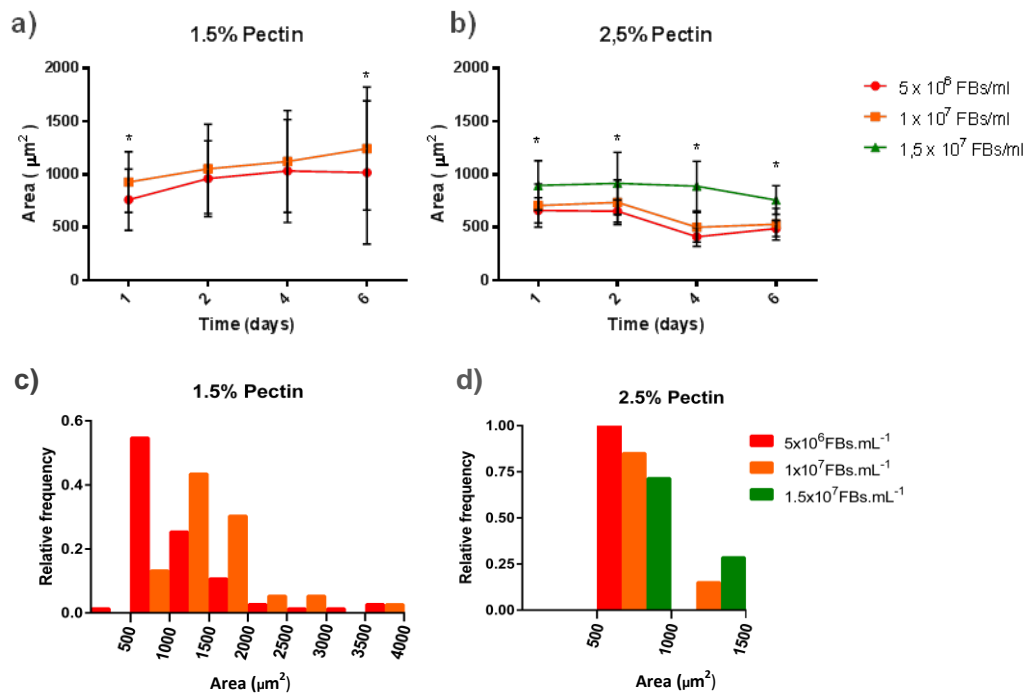 a)
1.5% Pectin
Area ( μm²)
2000
1500
1000
500
0
*
*
1
2
4
6
Time (days)
b)
2,5% Pectin
Area ( μm²)
2000
1500
1000
500
0
*
*
*
*
1
2
4
6
Time (days)
5 x 10⁶ FBs/ml
1 x 10⁷ FBs/ml
1,5 x 10⁷ FBs/ml
c)
1.5% Pectin
Relative frequency
0.6
0.4
0.2
0.0
500
1000
1500
2000
2500
3000
3500
4000
Area (μm²)
d)
2.5% Pectin
Relative frequency
1.00
0.75
0.50
0.25
0.00
500
1000
1500
Area (μm²)
5x10⁶FBs.mL⁻¹
1x10⁷FBs.mL⁻¹
1.5x10⁷FBs.mL⁻¹